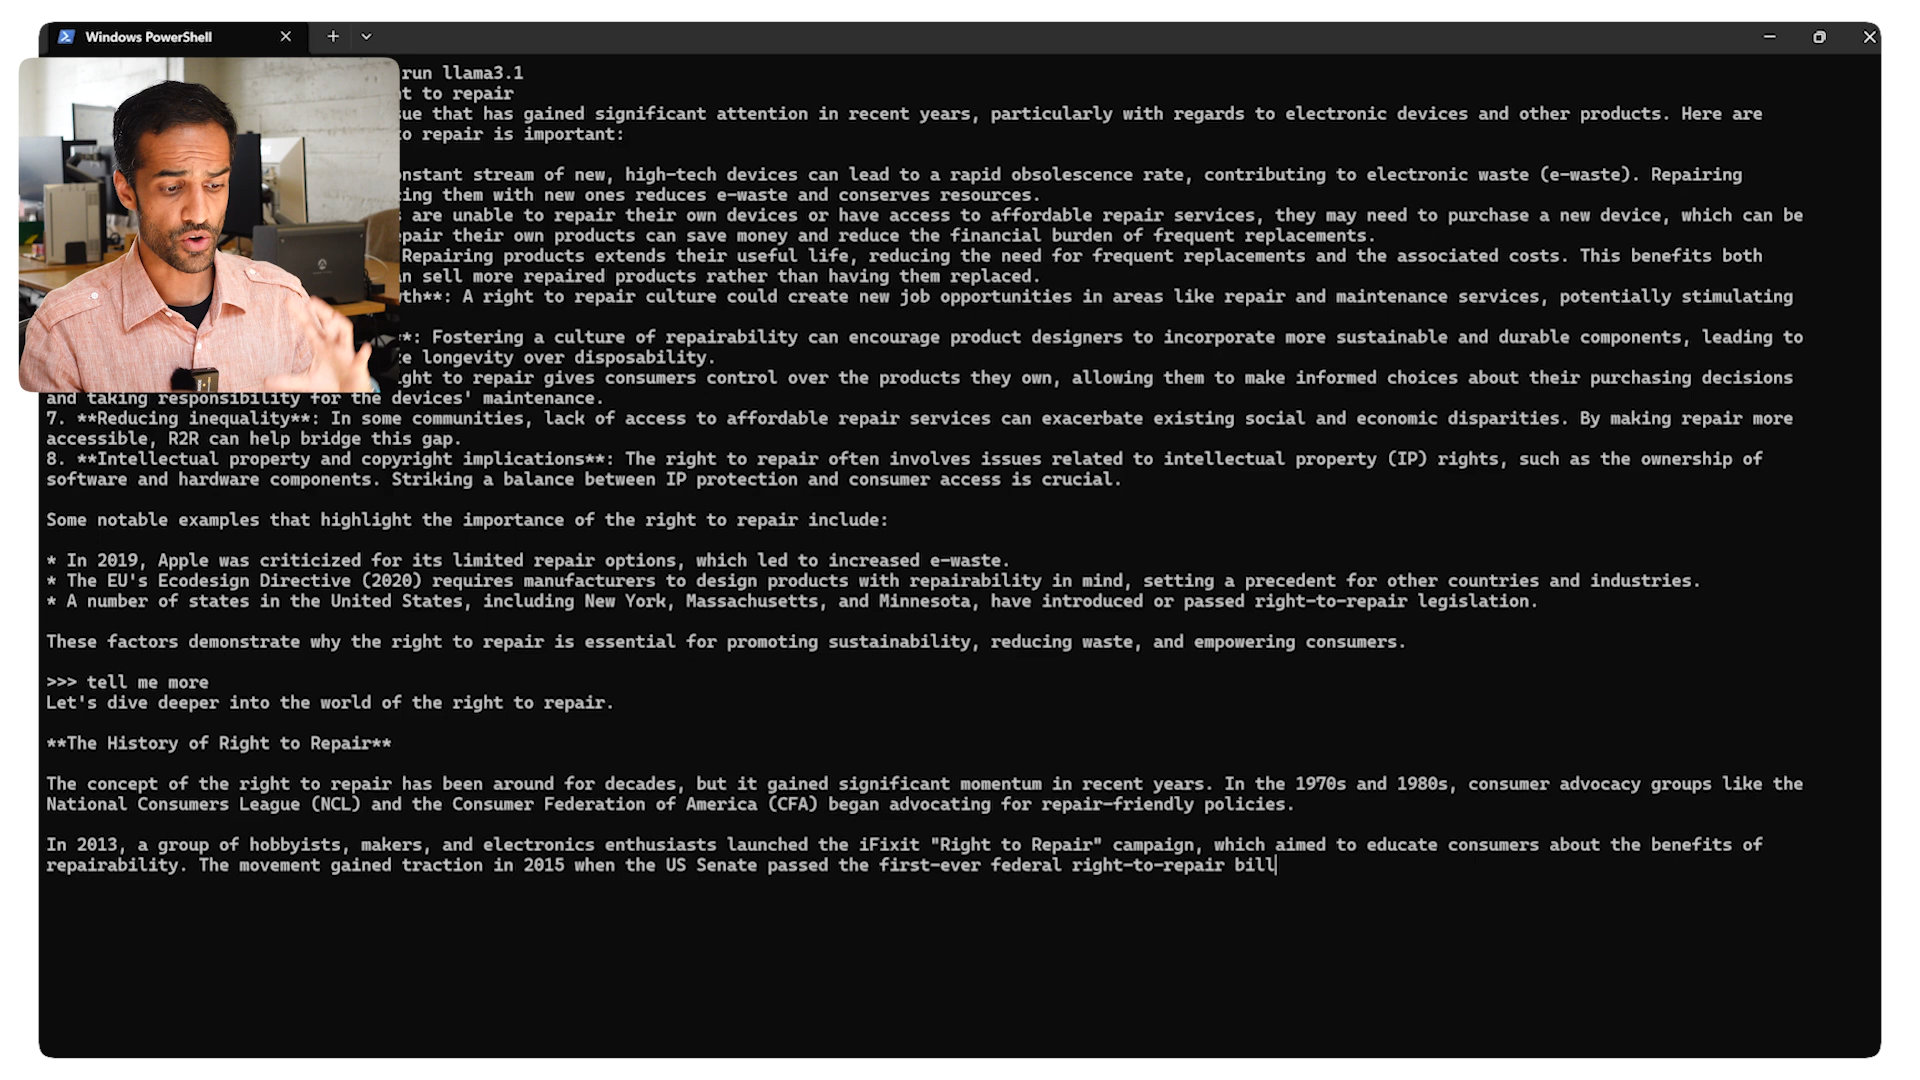 Windows PowerShell
run llama3.1
t to repair
sue that has gained significant attention in recent years, particularly with regards to electronic devices and other products. Here are
to repair is important:
onstant stream of new, high-tech devices can lead to a rapid obsolescence rate, contributing to electronic waste (e-waste). Repairing
cing them with new ones reduces e-waste and conserves resources.
s are unable to repair their own devices or have access to affordable repair services, they may need to purchase a new device, which can be
epair their own products can save money and reduce the financial burden of frequent replacements.
Repairing products extends their useful life, reducing the need for frequent replacements and the associated costs. This benefits both
an sell more repaired products rather than having them replaced.
th**: A right to repair culture could create new job opportunities in areas like repair and maintenance services, potentially stimulating
**: Fostering a culture of repairability can encourage product designers to incorporate more sustainable and durable components, leading to
ze longevity over disposability.
ight to repair gives consumers control over the products they own, allowing them to make informed choices about their purchasing decisions
and taking responsibility for the devices' maintenance.
7. **Reducing inequality**: In some communities, lack of access to affordable repair services can exacerbate existing social and economic disparities. By making repair more
accessible, R2R can help bridge this gap.
8. **Intellectual property and copyright implications**: The right to repair often involves issues related to intellectual property (IP) rights, such as the ownership of
software and hardware components. Striking a balance between IP protection and consumer access is crucial.
Some notable examples that highlight the importance of the right to repair include:
* In 2019, Apple was criticized for its limited repair options, which led to increased e-waste.
* The EU's Ecodesign Directive (2020) requires manufacturers to design products with repairability in mind, setting a precedent for other countries and industries.
* A number of states in the United States, including New York, Massachusetts, and Minnesota, have introduced or passed right-to-repair legislation.
These factors demonstrate why the right to repair is essential for promoting sustainability, reducing waste, and empowering consumers.
>>> tell me more
Let's dive deeper into the world of the right to repair.
**The History of Right to Repair**
The concept of the right to repair has been around for decades, but it gained significant momentum in recent years. In the 1970s and 1980s, consumer advocacy groups like the
National Consumers League (NCL) and the Consumer Federation of America (CFA) began advocating for repair-friendly policies.
In 2013, a group of hobbyists, makers, and electronics enthusiasts launched the iFixit "Right to Repair" campaign, which aimed to educate consumers about the benefits of
repairability. The movement gained traction in 2015 when the US Senate passed the first-ever federal right-to-repair bill